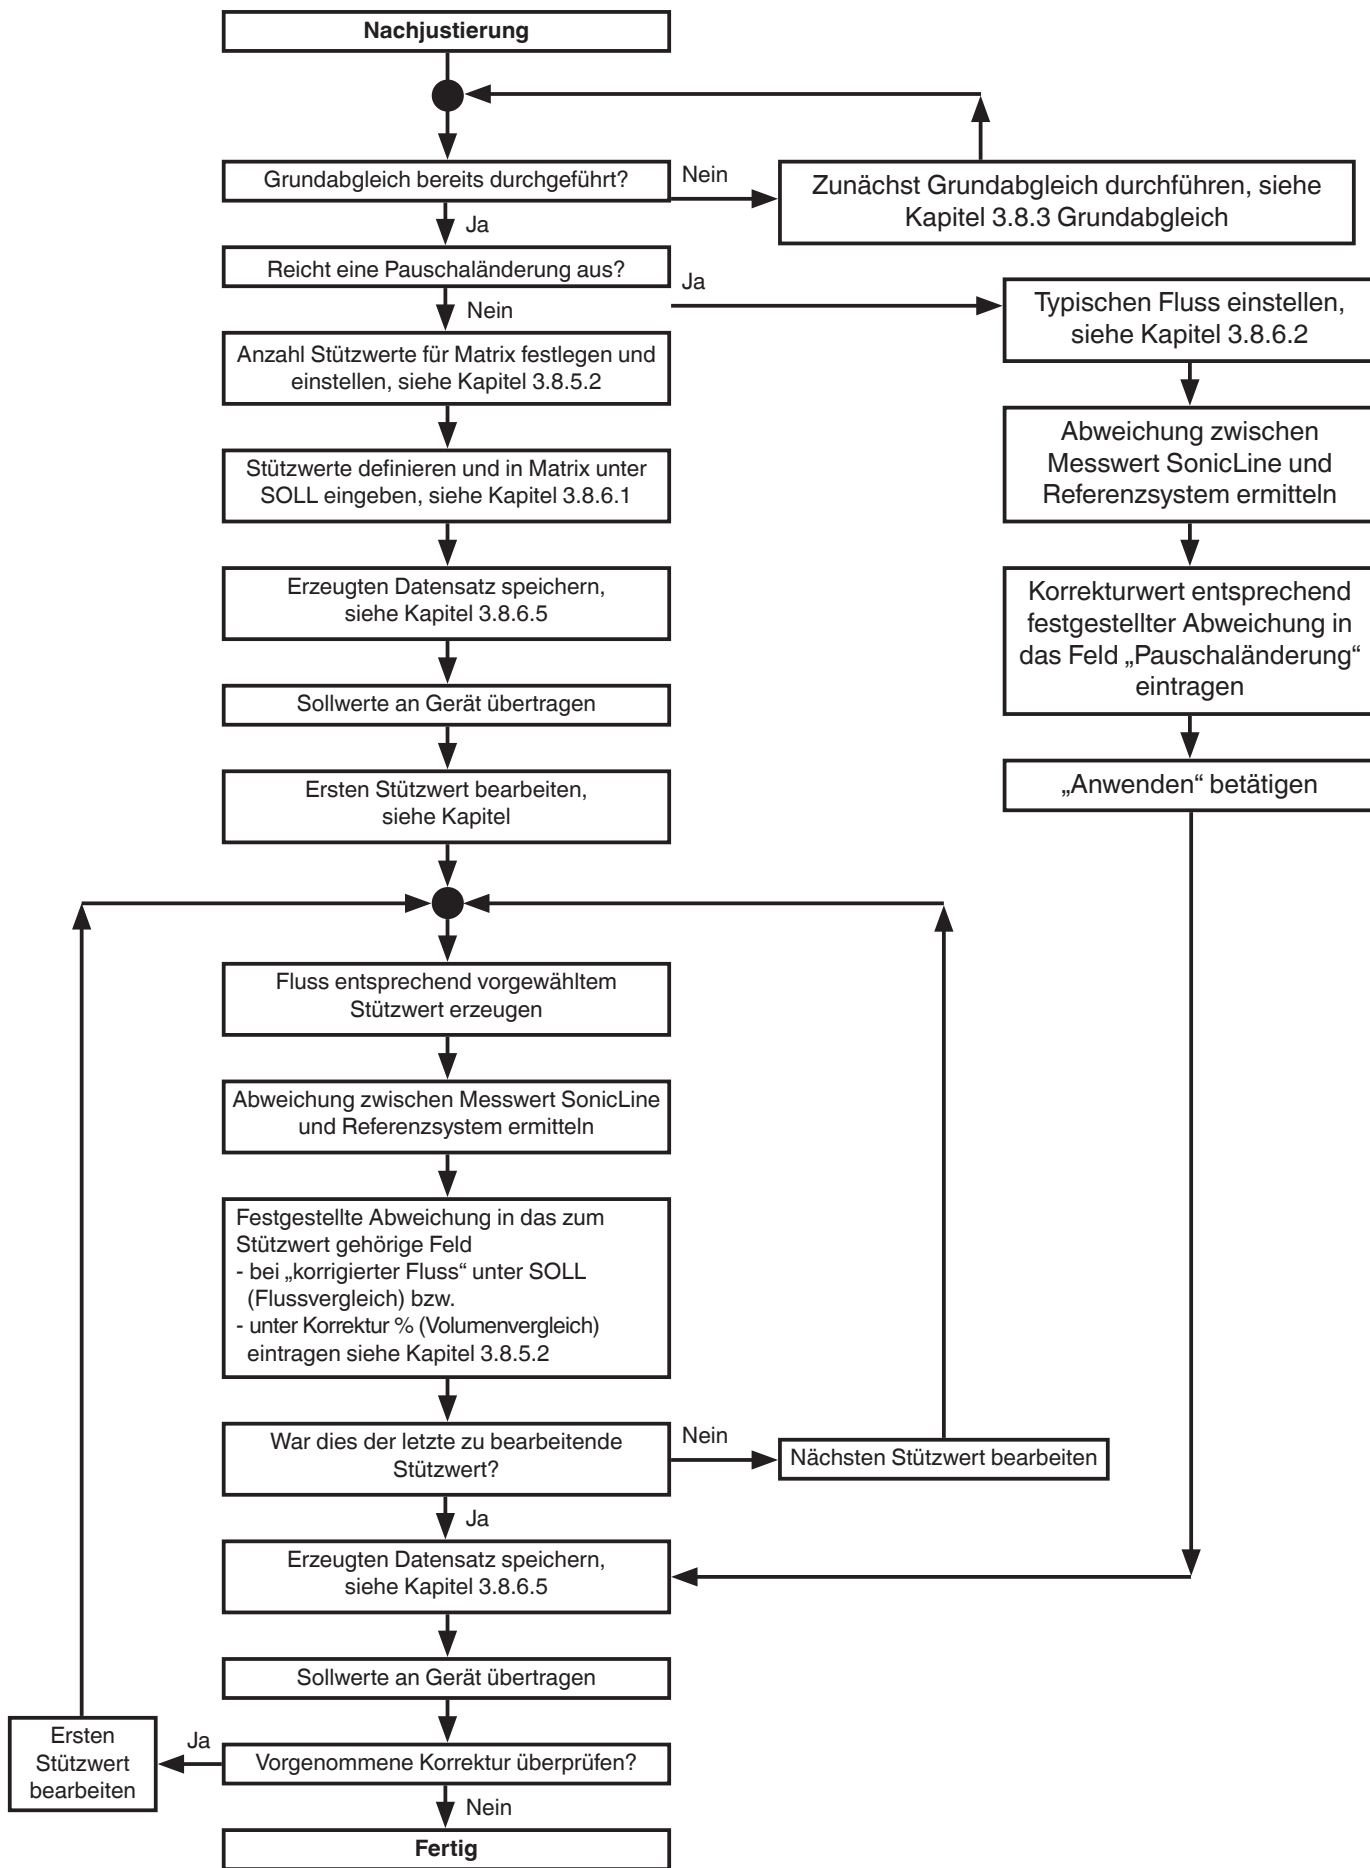 Nachjustierung
Grundabgleich bereits durchgeführt?
Nein
Zunächst Grundabgleich durchführen, siehe
Kapitel 3.8.3 Grundabgleich
Ja
Reicht eine Pauschaländerung aus?
Ja
Typischen Fluss einstellen,
siehe Kapitel 3.8.6.2
Nein
Anzahl Stützwerte für Matrix festlegen und
einstellen, siehe Kapitel 3.8.5.2
Abweichung zwischen
Messwert SonicLine und
Referenzsystem ermitteln
Stützwerte definieren und in Matrix unter
SOLL eingeben, siehe Kapitel 3.8.6.1
Erzeugten Datensatz speichern,
siehe Kapitel 3.8.6.5
Korrekturwert entsprechend
festgestellter Abweichung in
das Feld „Pauschaländerung“
eintragen
Sollwerte an Gerät übertragen
Ersten Stützwert bearbeiten,
siehe Kapitel
„Anwenden“ betätigen
Fluss entsprechend vorgewähltem
Stützwert erzeugen
Abweichung zwischen Messwert SonicLine
und Referenzsystem ermitteln
Festgestellte Abweichung in das zum
Stützwert gehörige Feld
- bei „korrigierter Fluss“ unter SOLL
(Flussvergleich) bzw.
- unter Korrektur % (Volumenvergleich)
eintragen siehe Kapitel 3.8.5.2
War dies der letzte zu bearbeitende
Stützwert?
Nein
Nächsten Stützwert bearbeiten
Ja
Erzeugten Datensatz speichern,
siehe Kapitel 3.8.6.5
Sollwerte an Gerät übertragen
Vorgenommene Korrektur überprüfen?
Ja
Ersten
Stützwert
bearbeiten
Nein
Fertig